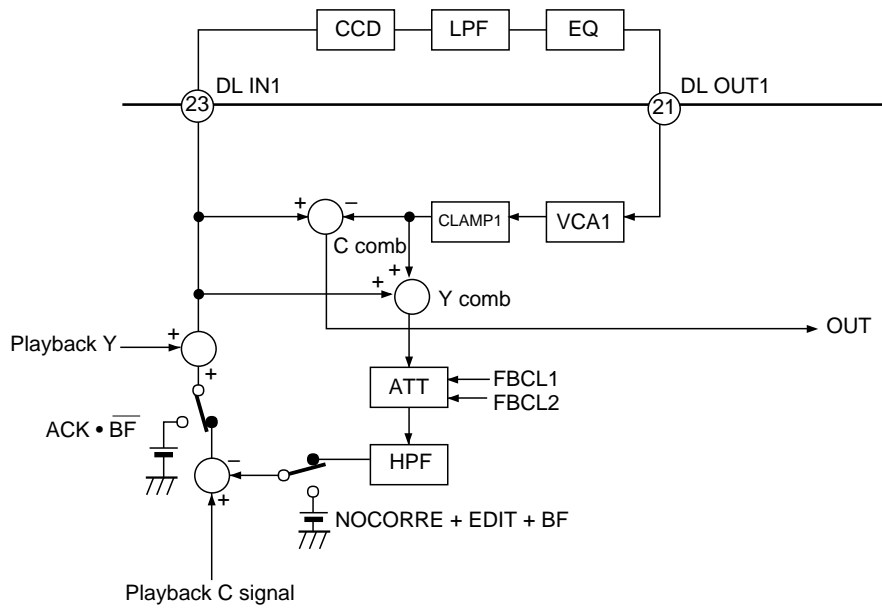 CCD
LPF
EQ
DL IN1
DL OUT1
23
21
+
−
CLAMP1
VCA1
C comb
+
+
Y comb
OUT
Playback Y
+
+
ATT
FBCL1
FBCL2
ACK • B̅F̅
HPF
−
+
NOCORRE + EDIT + BF
Playback C signal